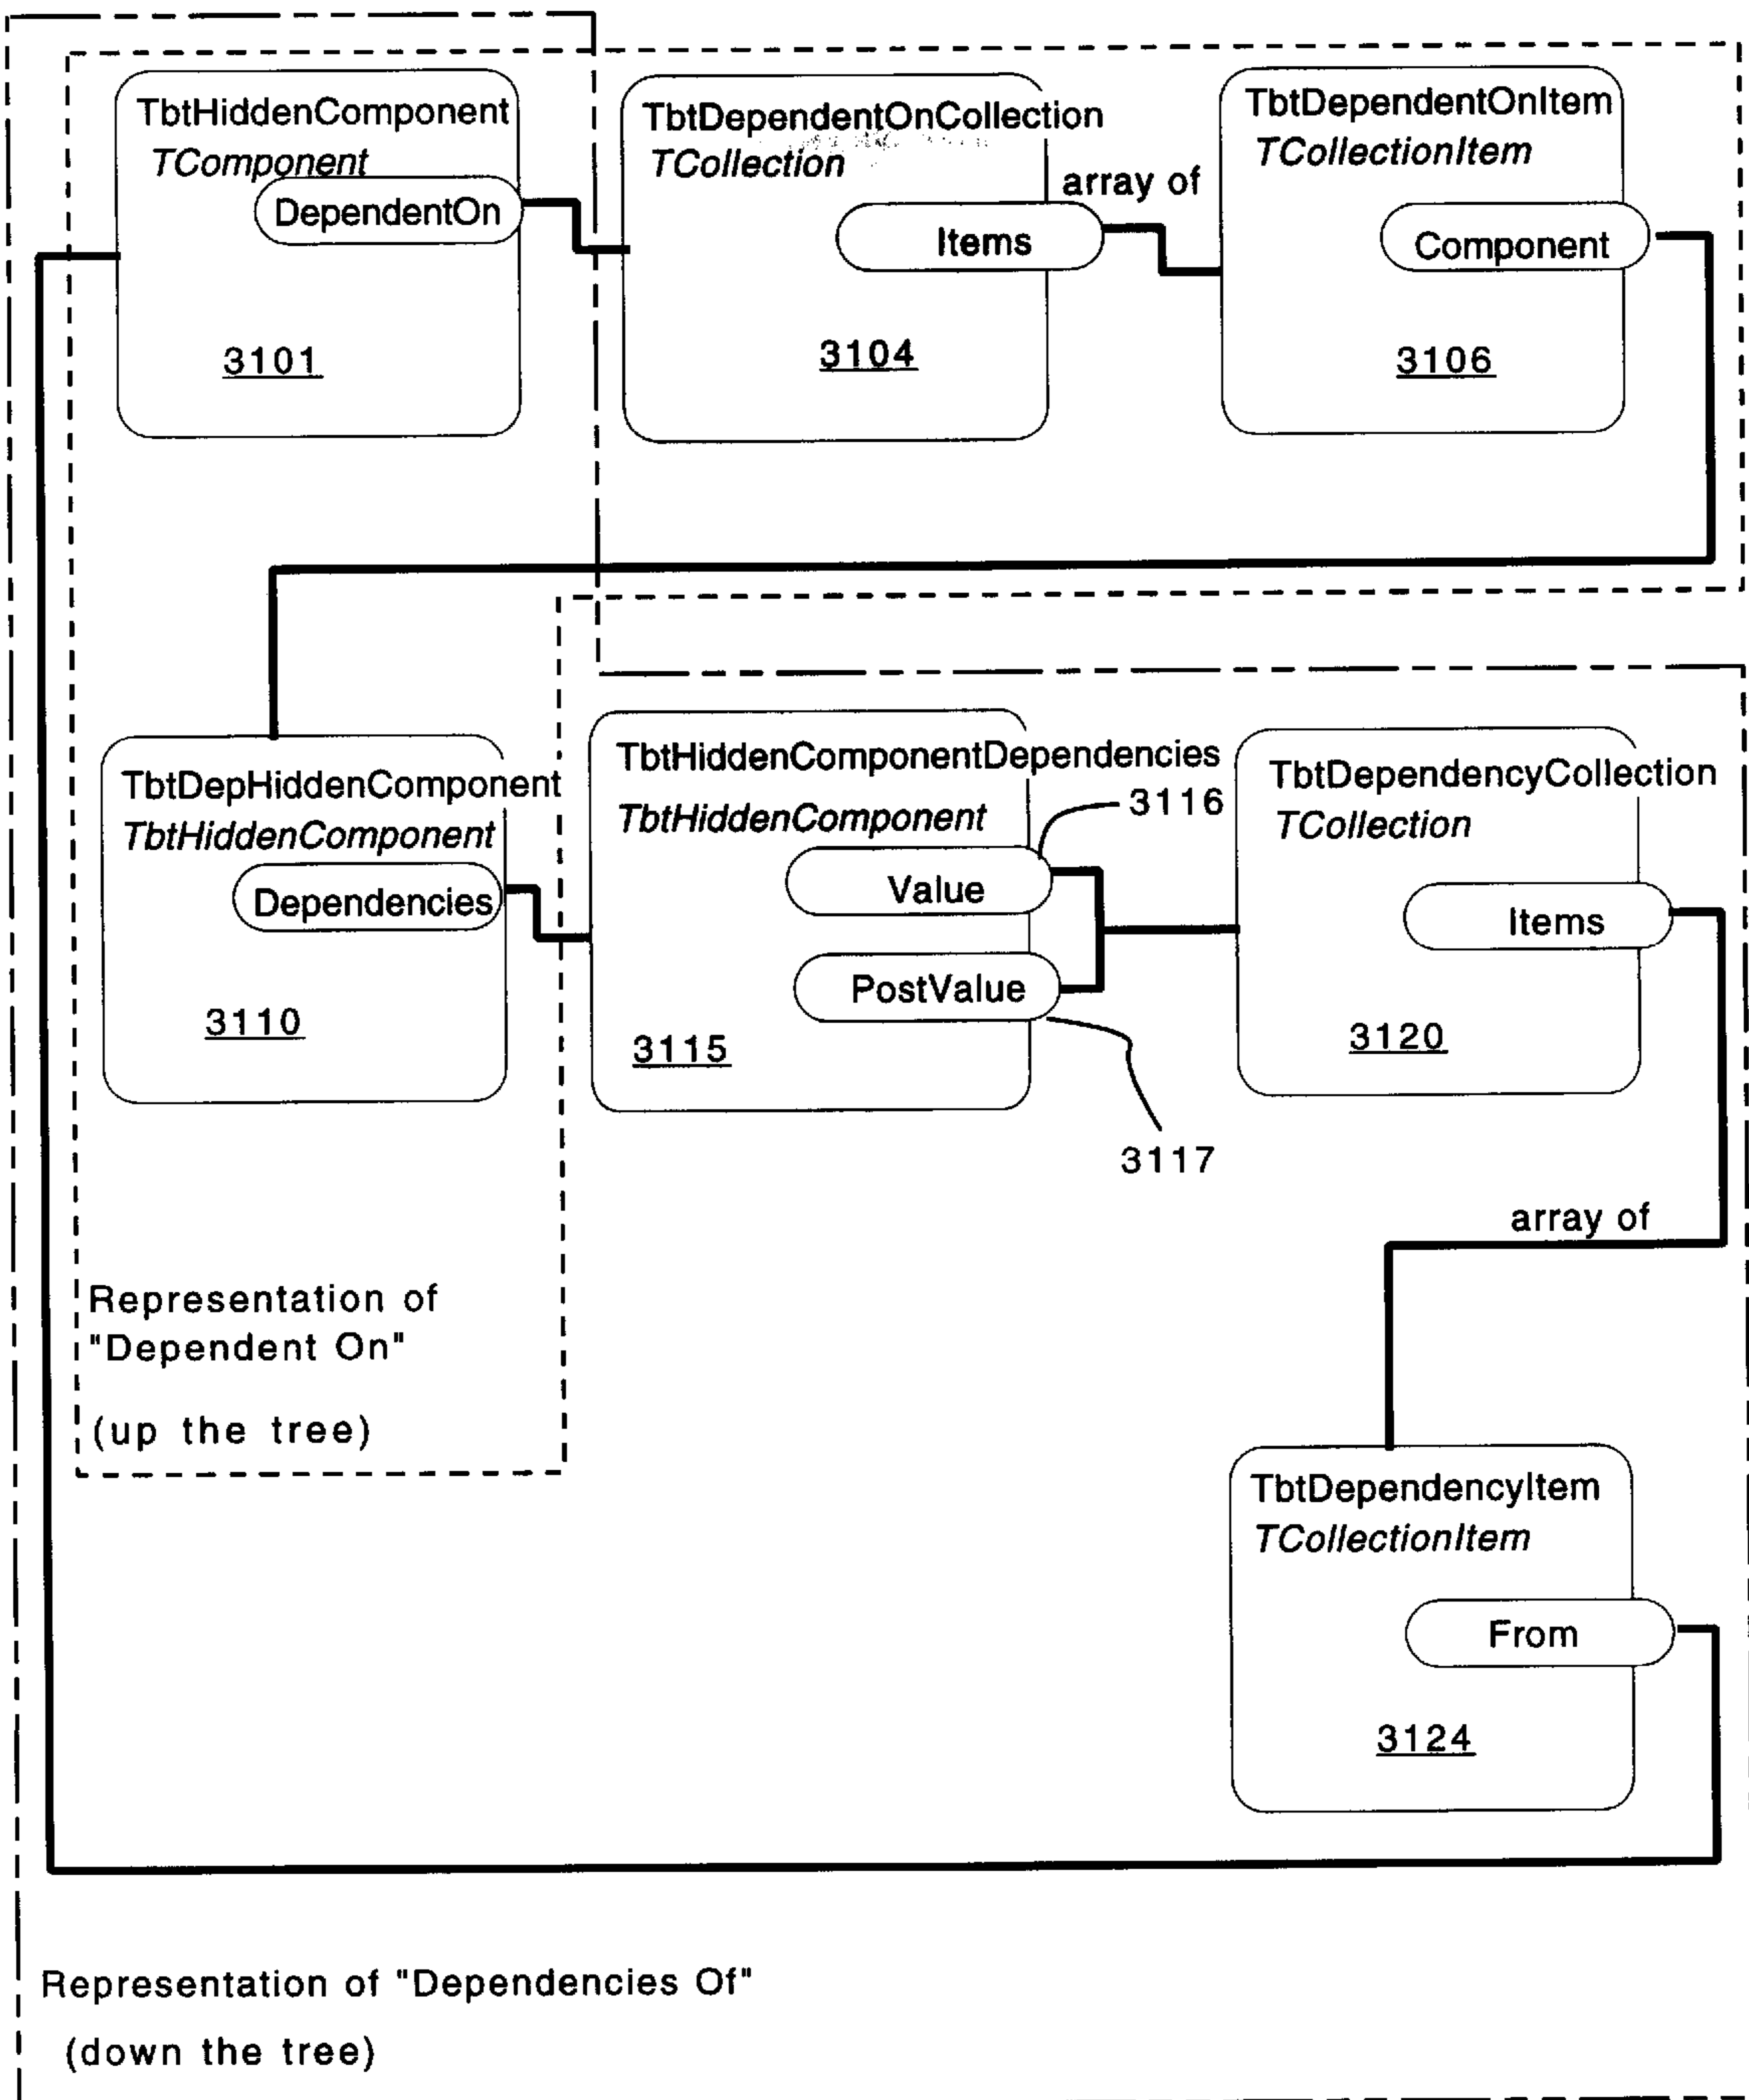 TbtHiddenComponent
TComponent
DependentOn
3101
TbtDependentOnCollection
TCollection
array of
Items
3104
TbtDependentOnItem
TCollectionItem
Component
3106
TbtDepHiddenComponent
TbtHiddenComponent
Dependencies
3110
TbtHiddenComponentDependencies
TbtHiddenComponent
3116
Value
PostValue
3115
3117
TbtDependencyCollection
TCollection
Items
3120
array of
Representation of
"Dependent On"
(up the tree)
TbtDependencyItem
TCollectionItem
From
3124
Representation of "Dependencies Of"
(down the tree)